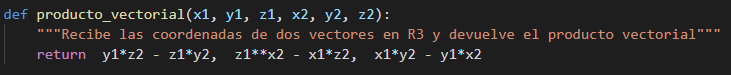 def producto_vectorial(x1, y1, z1, x2, y2, z2):
    """Recibe las coordenadas de dos vectores en R3 y devuelve el producto vectorial"""
    return  y1*z2 - z1*y2,  z1**x2 - x1*z2,  x1*y2 - y1*x2